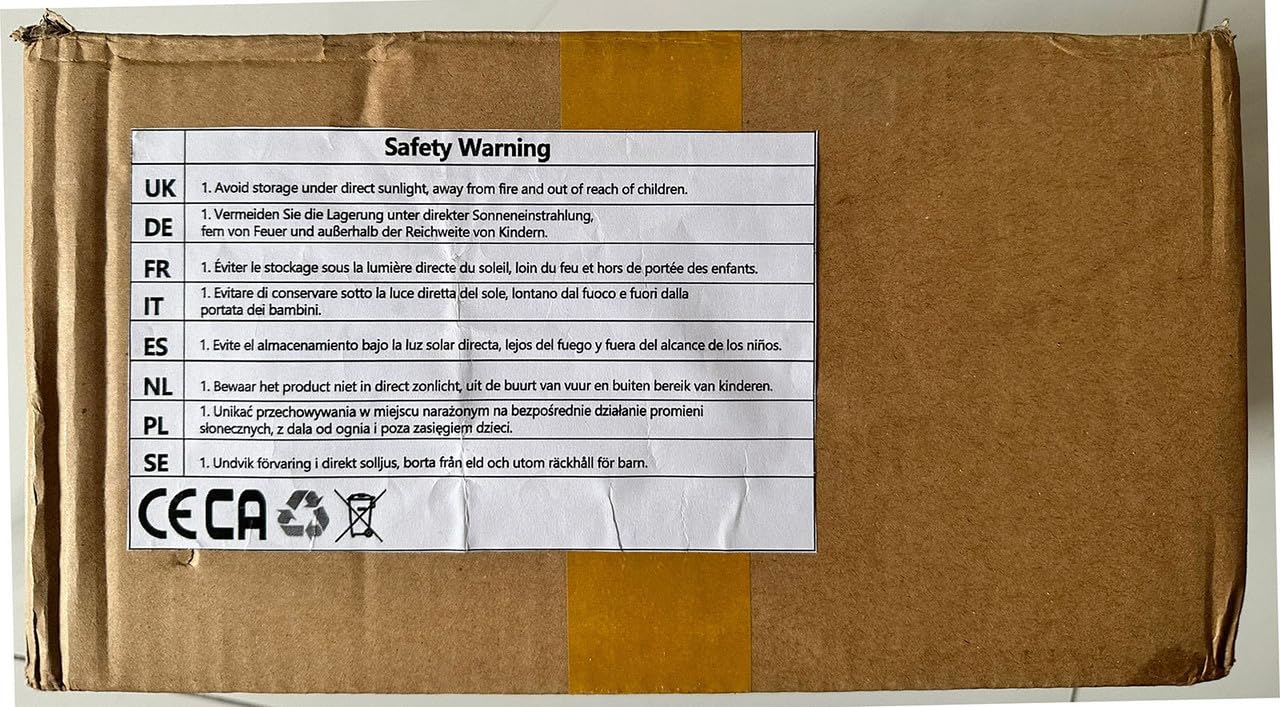 Safety Warning
UK 1. Avoid storage under direct sunlight, away from fire and out of reach of children.
DE 1. Vermeiden Sie die Lagerung unter direkter Sonneneinstrahlung,
fern von Feuer und außerhalb der Reichweite von Kindern.
FR 1. Éviter le stockage sous la lumière directe du soleil, loin du feu et hors de portée des enfants.
IT 1. Evitare di conservare sotto la luce diretta del sole, lontano dal fuoco e fuori dalla
portata dei bambini.
ES 1. Evite el almacenamiento bajo la luz solar directa, lejos del fuego y fuera del alcance de los niños.
NL 1. Bewaar het product niet in direct zonlicht, uit de buurt van vuur en buiten bereik van kinderen.
PL 1. Unikać przechowywania w miejscu narażonym na bezpośrednie działanie promieni
słonecznych, z dala od ognia i poza zasięgiem dzieci.
SE 1. Undvik förvaring i direkt solljus, borta från eld och utom räckhåll för barn.
CE CA